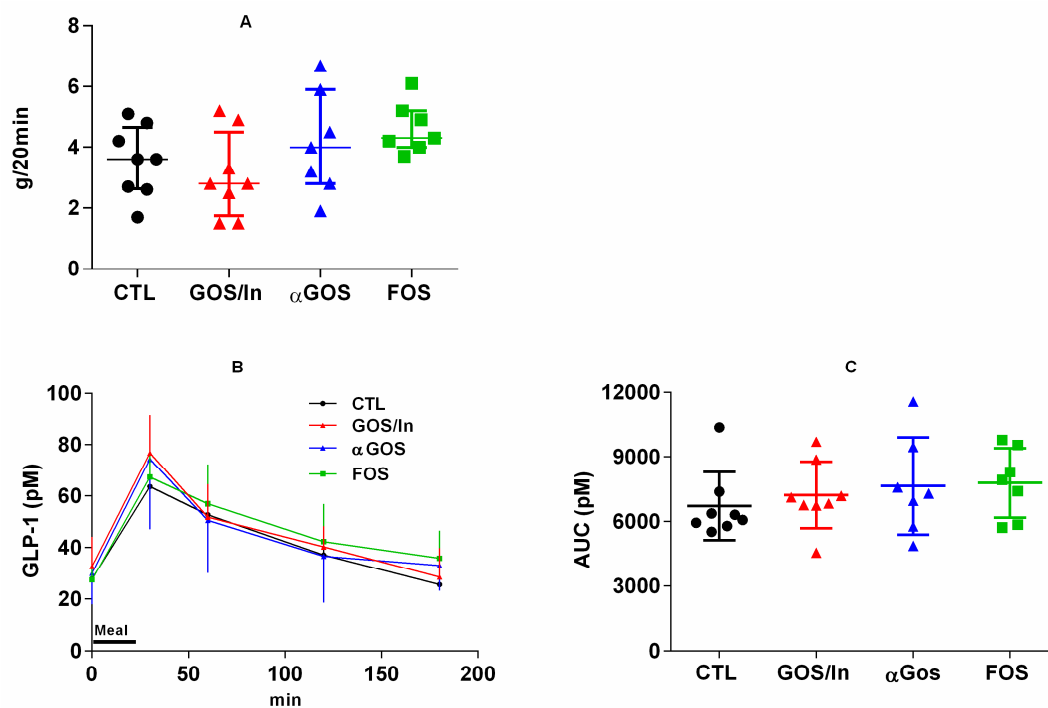 A
g/20min
8
6
4
2
0
CTL GOS/In αGOS FOS
B
GLP-1 (pM)
100
80
60
40
20
0
CTL
GOS/In
α GOS
FOS
Meal
0 50 100 150 200
min
C
AUC (pM)
12000
9000
6000
3000
0
CTL GOS/In αGos FOS